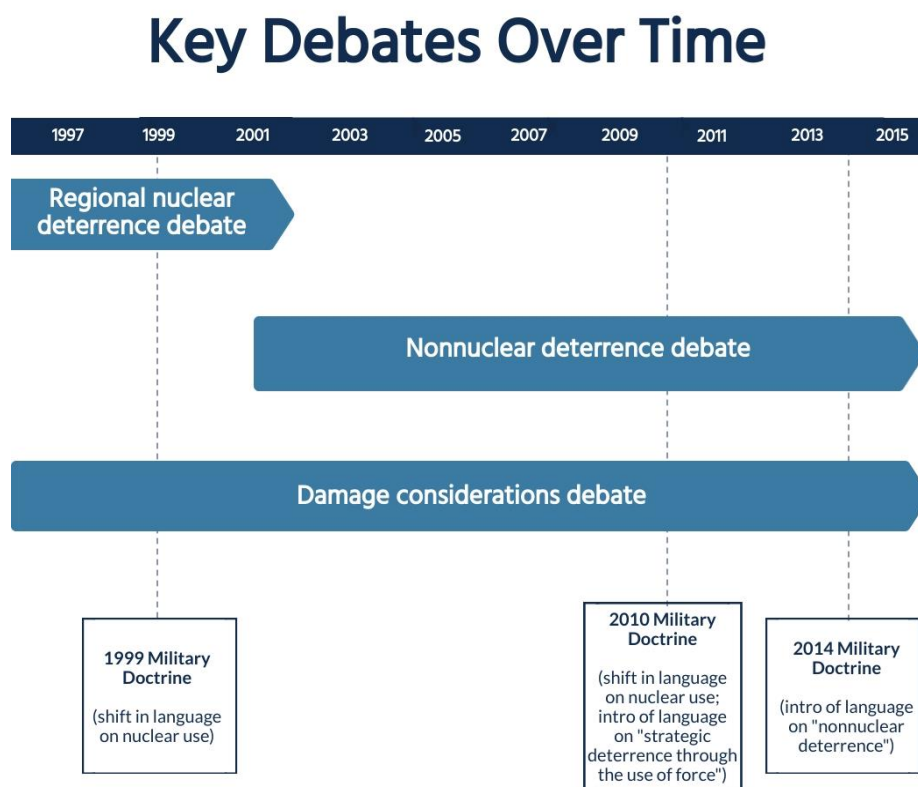 Key Debates Over Time
1997 1999 2001 2003 2005 2007 2009 2011 2013 2015
Regional nuclear
deterrence debate
Nonnuclear deterrence debate
Damage considerations debate
1999 Military
Doctrine
(shift in language
on nuclear use)
2010 Military
Doctrine
(shift in language
on nuclear use;
intro of language
on "strategic
deterrence through
the use of force")
2014 Military
Doctrine
(intro of language
on "nonnuclear
deterrence")